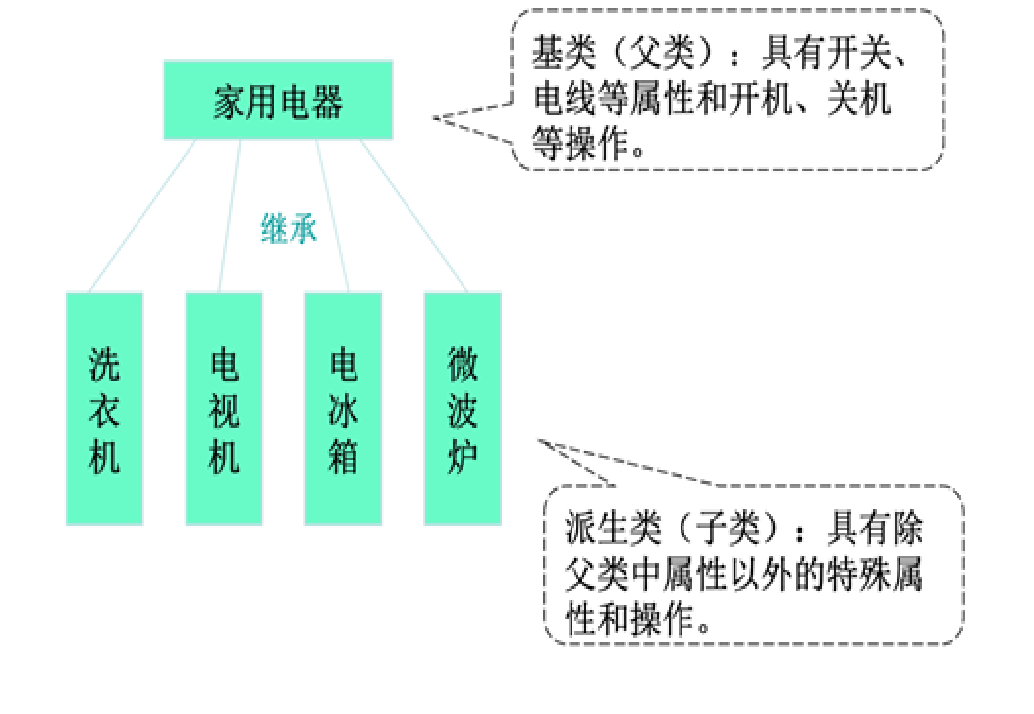 基类（父类）：具有开关、
电线等属性和开机、关机
等操作。
家用电器
继承
洗衣机
电视机
电冰箱
微波炉
派生类（子类）：具有除
父类中属性以外的特殊属
性和操作。